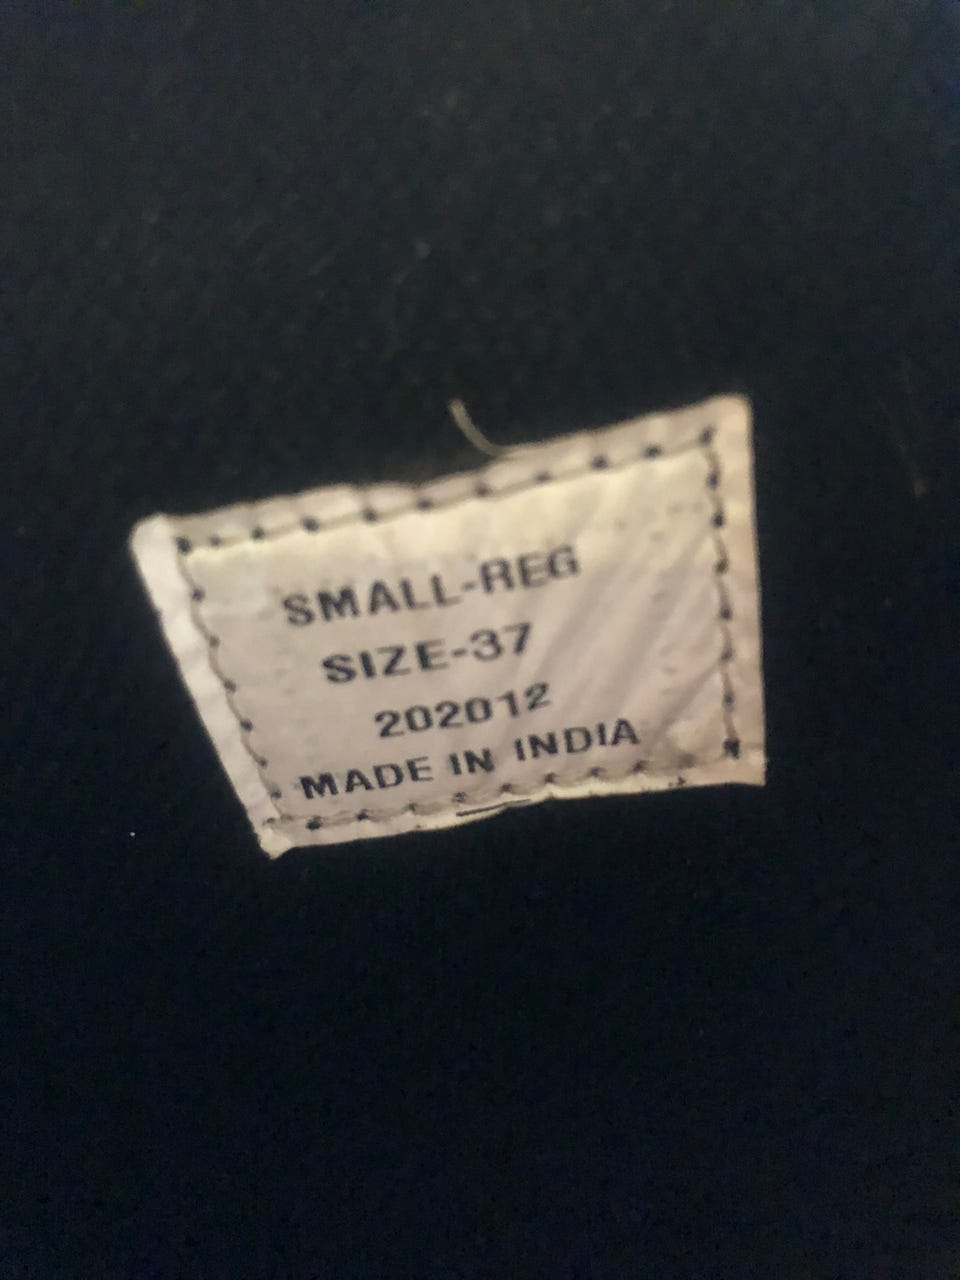 SMALL-REG
SIZE-37
202012
MADE IN INDIA